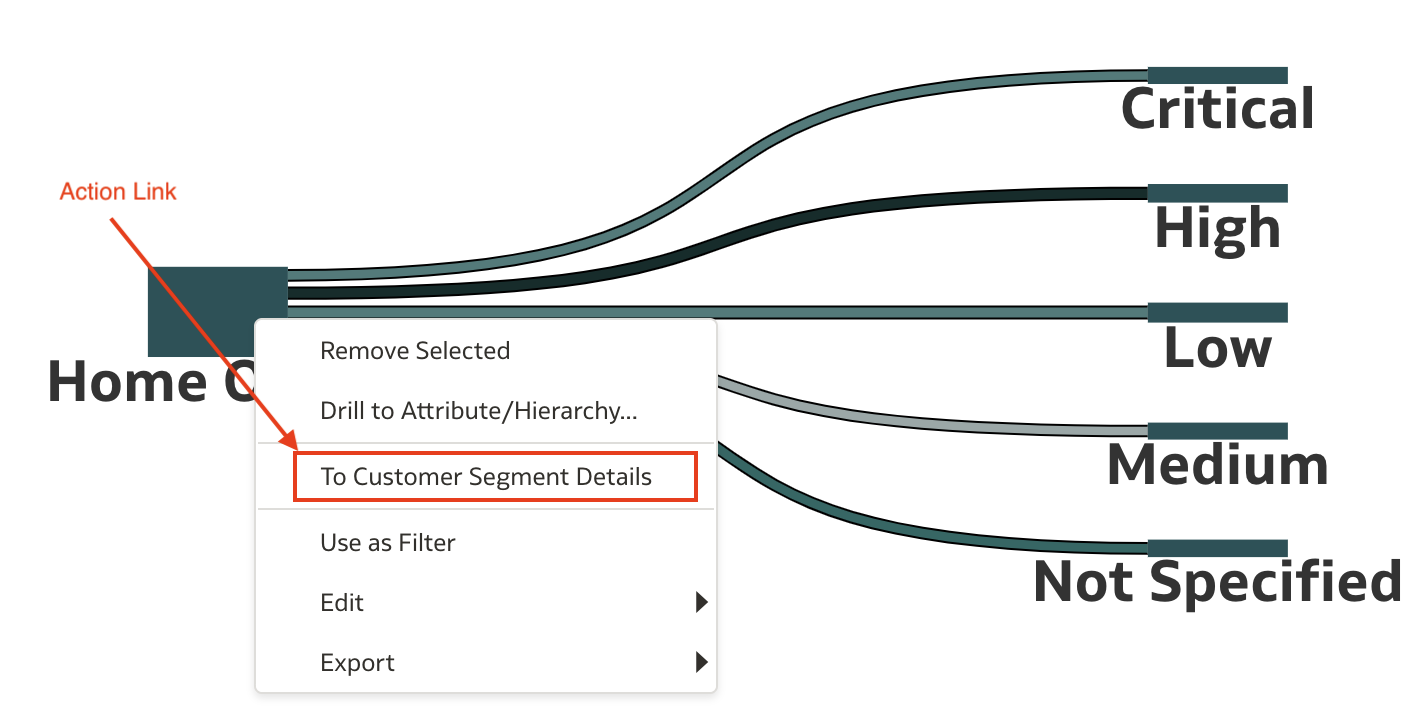 Critical
High
Action Link
Low
Home
Remove Selected
Drill to Attribute/Hierarchy...
To Customer Segment Details
Medium
Use as Filter
Not Specified
Edit
Export